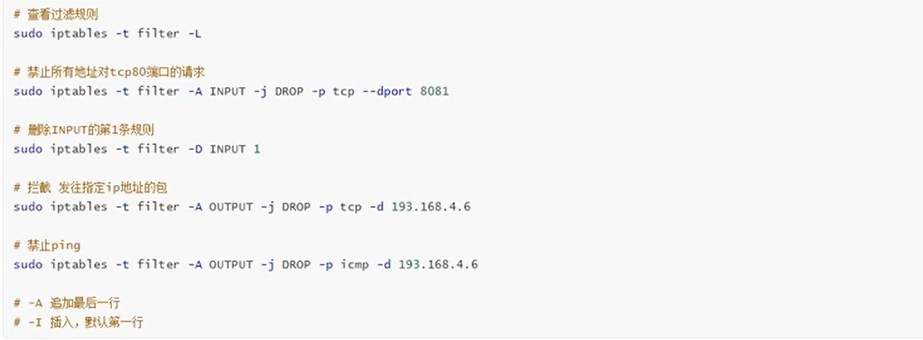 # 查看过滤规则
sudo iptables -t filter -L
# 禁止所有地址对tcp80端口的请求
sudo iptables -t filter -A INPUT -j DROP -p tcp --dport 8081
# 删除INPUT的第1条规则
sudo iptables -t filter -D INPUT 1
# 拦截 发往指定ip地址的包
sudo iptables -t filter -A OUTPUT -j DROP -p tcp -d 193.168.4.6
# 禁止ping
sudo iptables -t filter -A OUTPUT -j DROP -p icmp -d 193.168.4.6
# -A 追加最后一行
# -I 插入，默认第一行